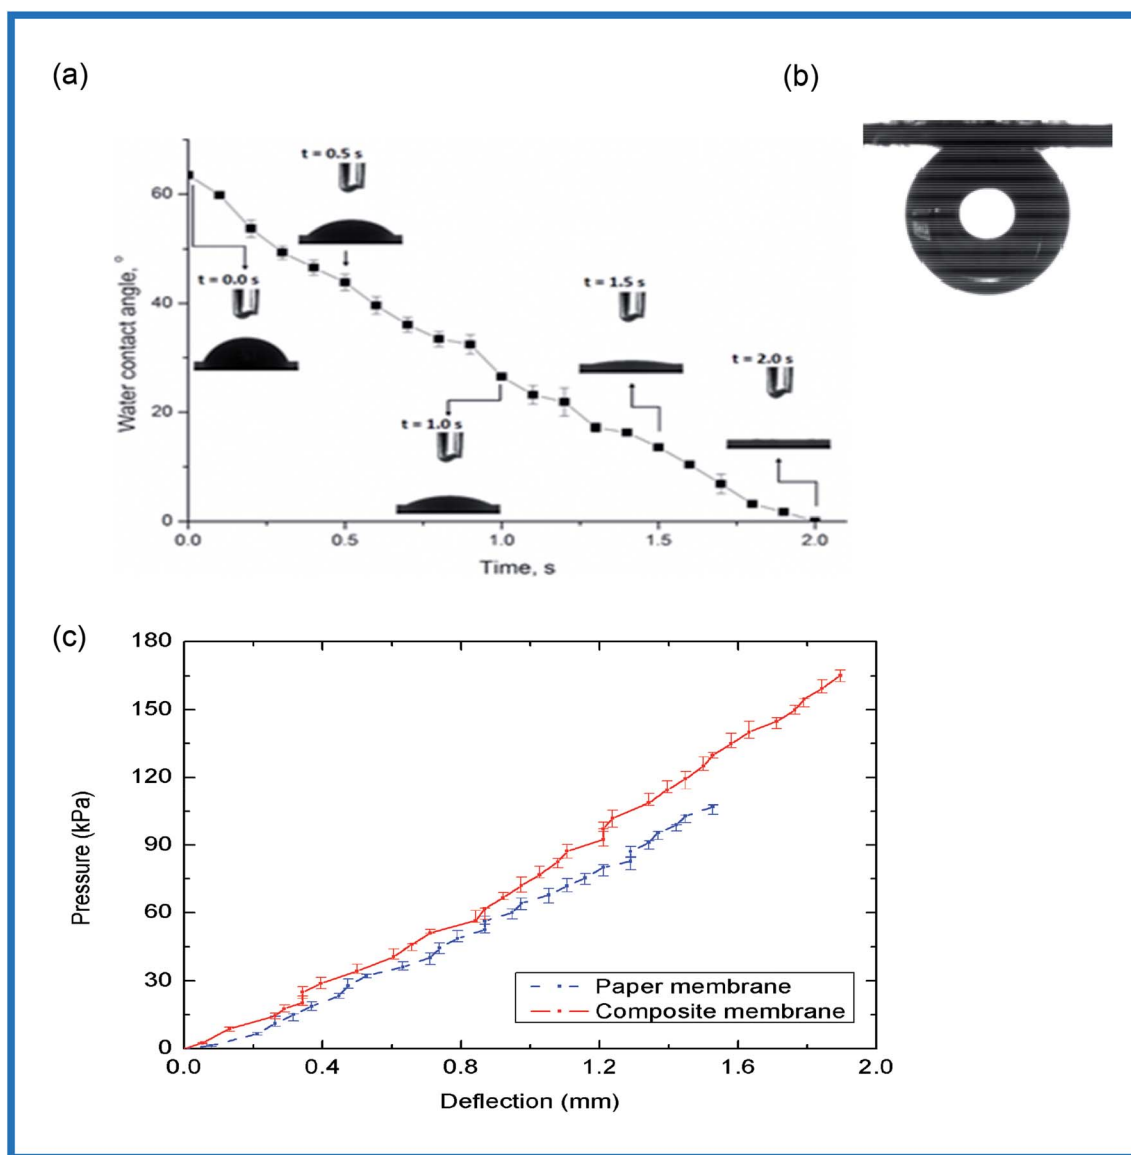 (a)
(b)
60
40
20
0
Water contact angle, °
t = 0.5 s
t = 0.0 s
t = 1.5 s
t = 2.0 s
t = 1.0 s
0.0 0.5 1.0 1.5 2.0
Time, s
(c)
180
150
120
90
60
30
0
Pressure (kPa)
Paper membrane
Composite membrane
0.0 0.4 0.8 1.2 1.6 2.0
Deflection (mm)